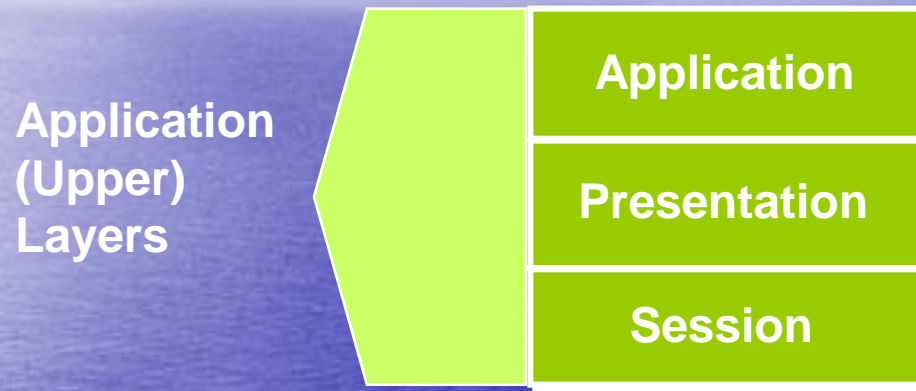 Application
(Upper)
Layers
Application
Presentation
Session